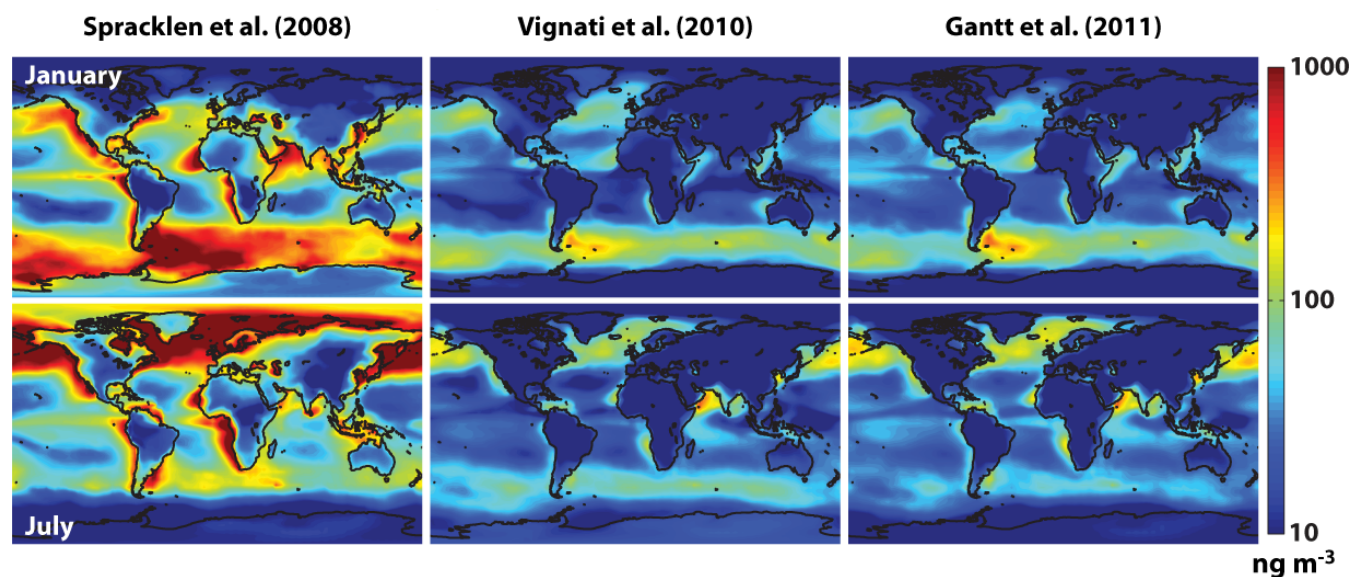 Spracklen et al. (2008)
Vignati et al. (2010)
Gantt et al. (2011)
January
1000
100
July
10
ng m⁻³